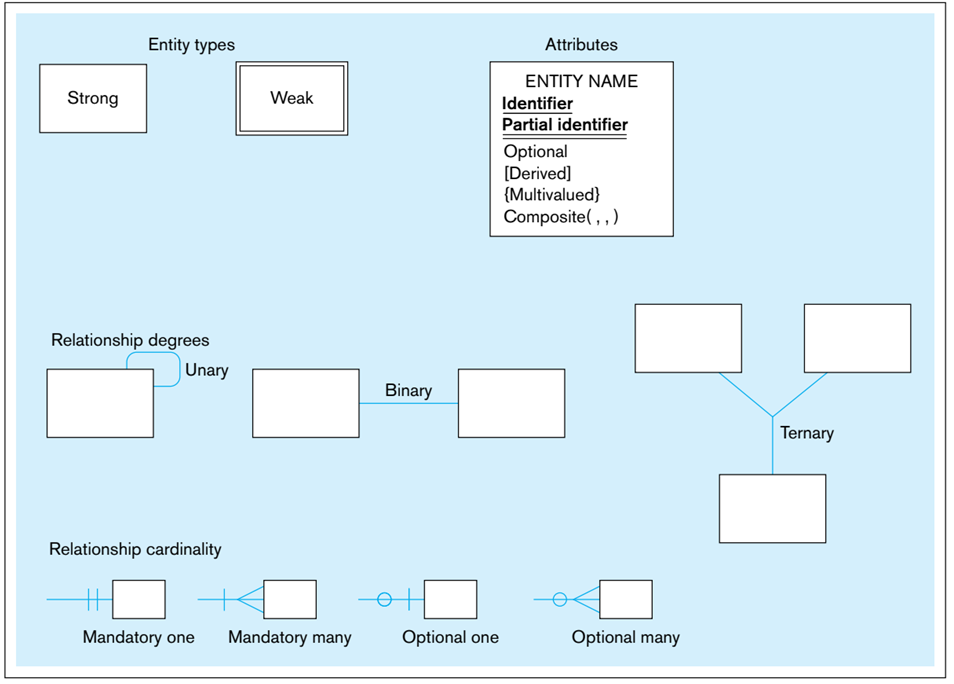 Entity types
Strong
Weak
Attributes
ENTITY NAME
Identifier
Partial identifier
Optional
[Derived]
{Multivalued}
Composite( , , )
Relationship degrees
Unary
Binary
Ternary
Relationship cardinality
Mandatory one
Mandatory many
Optional one
Optional many